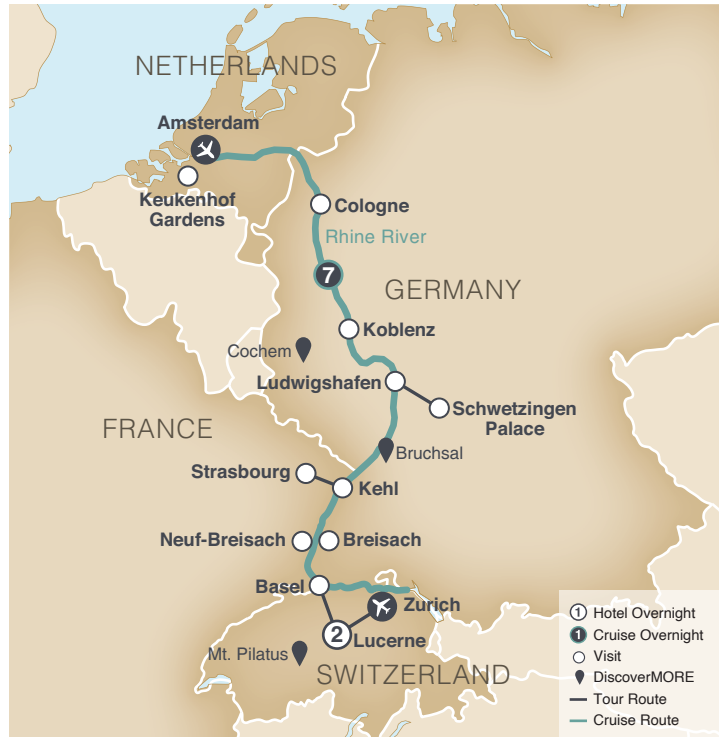 NETHERLANDS
Amsterdam
Keukenhof
Gardens
Cologne
Rhine River
7
GERMANY
Koblenz
Cochem
Ludwigshafen
Schwetzingen
Palace
FRANCE
Bruchsal
Strasbourg
Kehl
Neuf-Breisach
Breisach
Basel
Zurich
2
Lucerne
Mt. Pilatus
SWITZERLAND
1 Hotel Overnight
1 Cruise Overnight
Visit
DiscoverMORE
Tour Route
Cruise Route